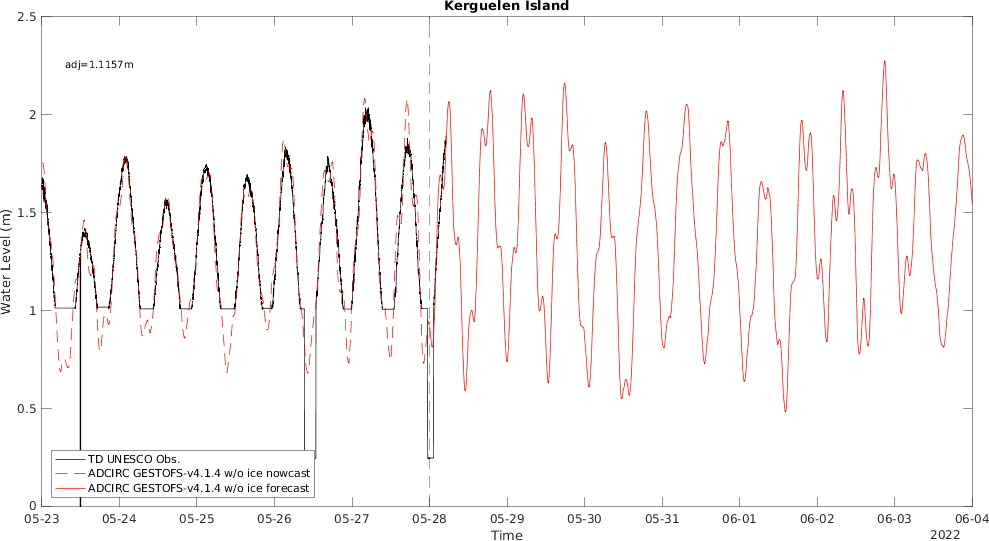 Kerguelen Island
2.5
2
1.5
1
0.5
0
Water Level (m)
adj=1.1157m
TD UNESCO Obs.
ADCIRC GESTOFS-v4.1.4 w/o ice nowcast
ADCIRC GESTOFS-v4.1.4 w/o ice forecast
05-23 05-24 05-25 05-26 05-27 05-28 05-29 05-30 05-31 06-01 06-02 06-03 06-04
Time
2022